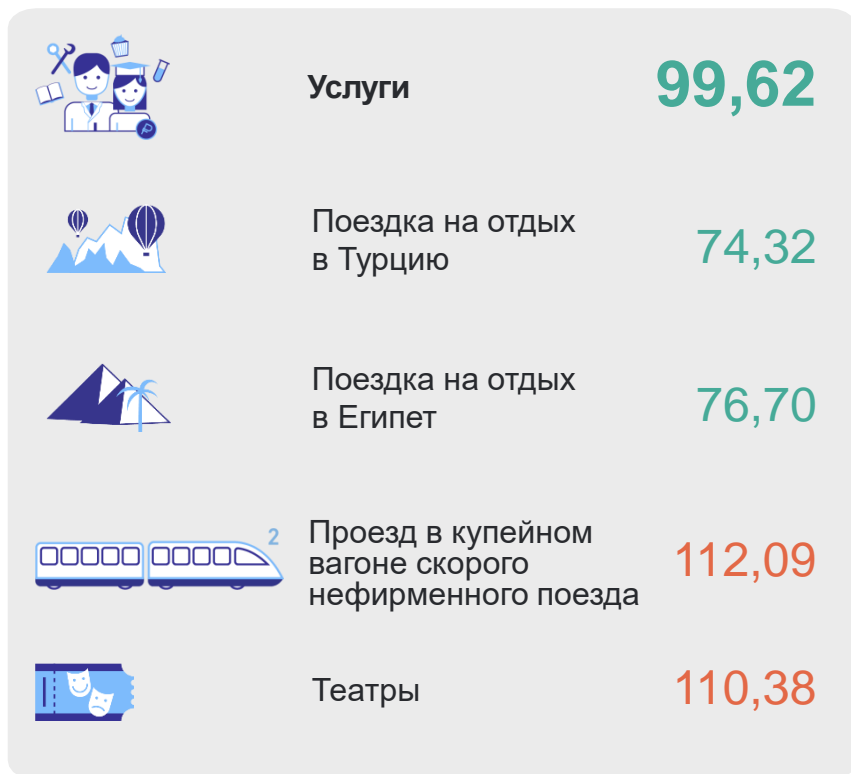 Услуги 99,62
Поездка на отдых
в Турцию 74,32
Поездка на отдых
в Египет 76,70
2 Проезд в купейном
вагоне скорого 112,09
нефирменного поезда
Театры 110,38